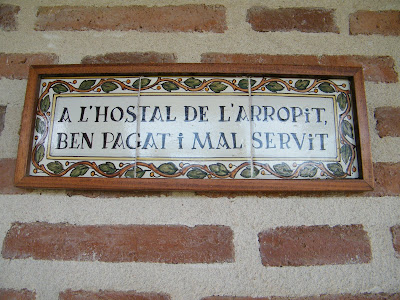 A L'HOSTAL DE L'ARROPiT,
BEN PAGAT i MAL SERViT